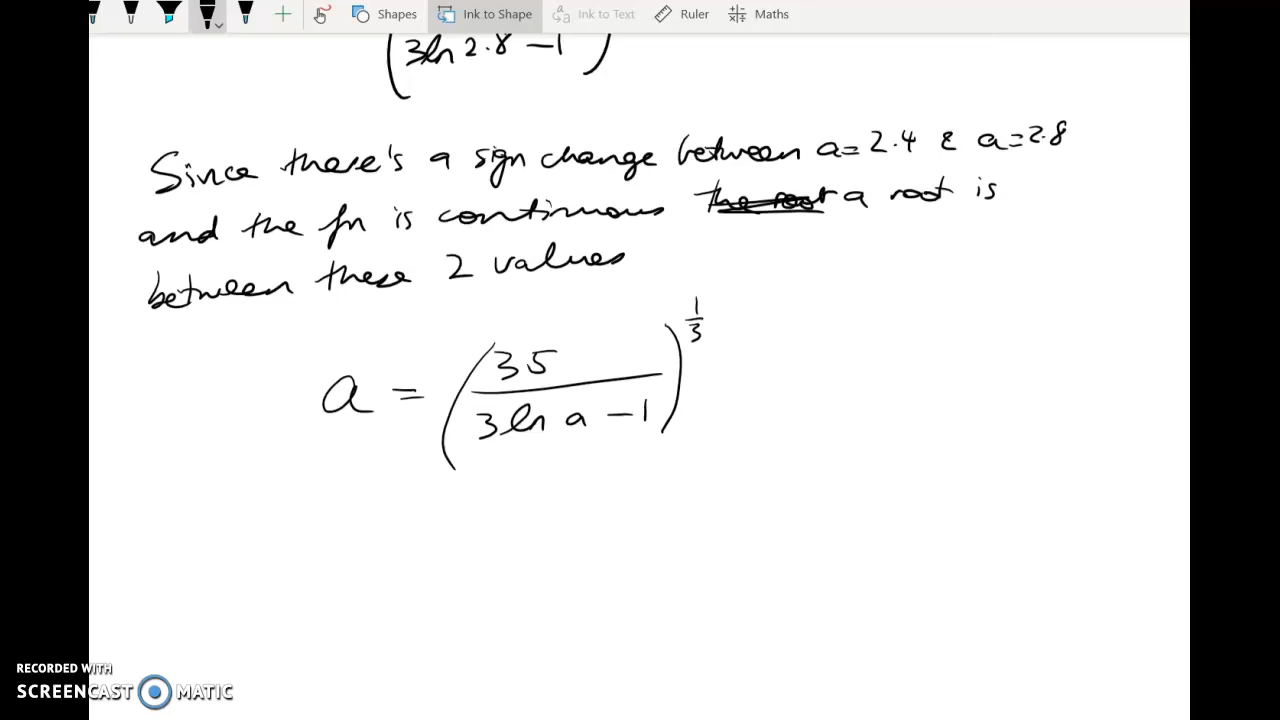 Shapes Ink to Shape Ink to Text Ruler Maths
(3ln 2.8 - 1)
Since there's a sign change between a = 2.4 & a = 2.8
and the fn is continuous the root a root is
between these 2 values
a = (35 / (3 ln a - 1))^(1/3)
RECORDED WITH
SCREENCAST MATIC